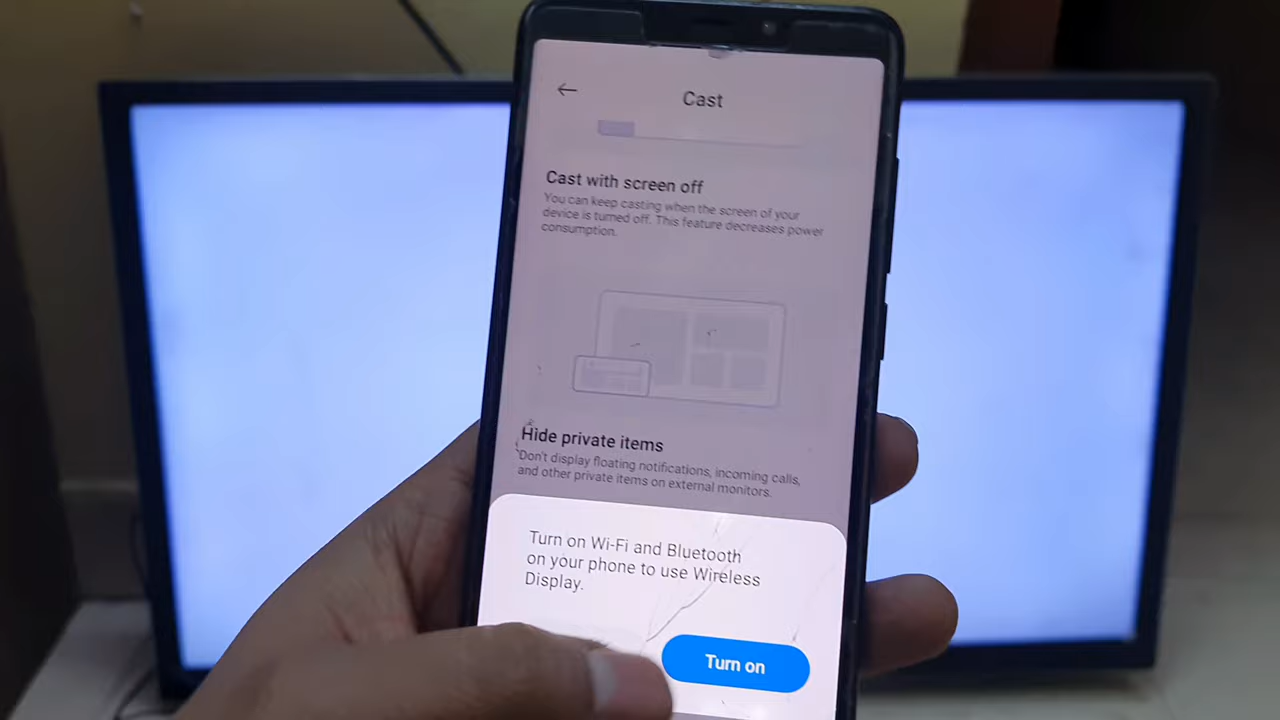 Cast
Cast with screen off
You can keep casting when the screen of your
device is turned off. This feature decreases power
consumption.
Hide private items
Don't display floating notifications, incoming calls,
and other private items on external monitors.
Turn on Wi-Fi and Bluetooth
on your phone to use Wireless
Display.
Turn on